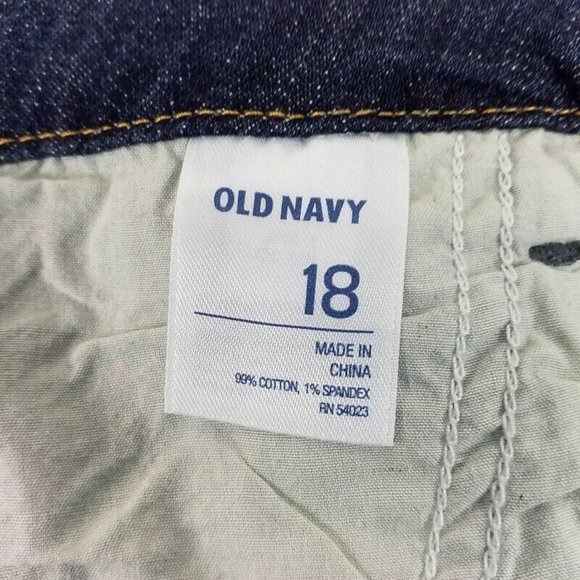 OLD NAVY
18
MADE IN
CHINA
99% COTTON, 1% SPANDEX
RN 54023